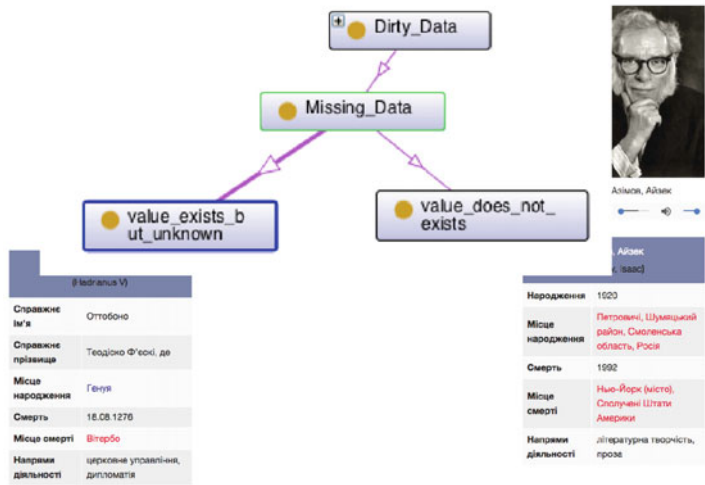 Dirty_Data
Missing_Data
value_exists_b
ut_unknown
value_does_not_
exists
Азімов, Айзек
(Hadrianus V)
Справжнє
ім'я
Оттобоно
Справжнє
прізвище
Теодіско Ф'єскі, де
Місце
народження
Генуя
Смерть
18.08.1276
Місце смерті
Вітербо
Напрями
діяльності
церковне управління,
дипломатія
, Айзек
, Isaac)
Народження
1920
Місце
народження
Петровичі, Шумяцький
район, Смоленська
область, Росія
Смерть
1992
Місце
смерті
Нью-Йорк (місто),
Сполучені Штати
Америки
Напрями
діяльності
літературна творчість,
проза